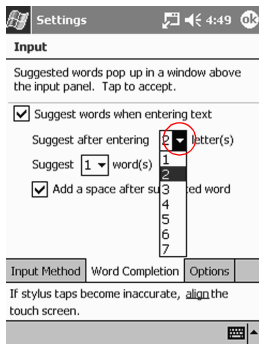 Settings 4:49 ok
Input
Suggested words pop up in a window above
the input panel. Tap to accept.
Suggest words when entering text
Suggest after entering 2 letter(s)
1
Suggest 1 word(s)
2
Add a space after su ted word
3
4
5
6
7
Input Method Word Completion Options
If stylus taps become inaccurate, align the
touch screen.